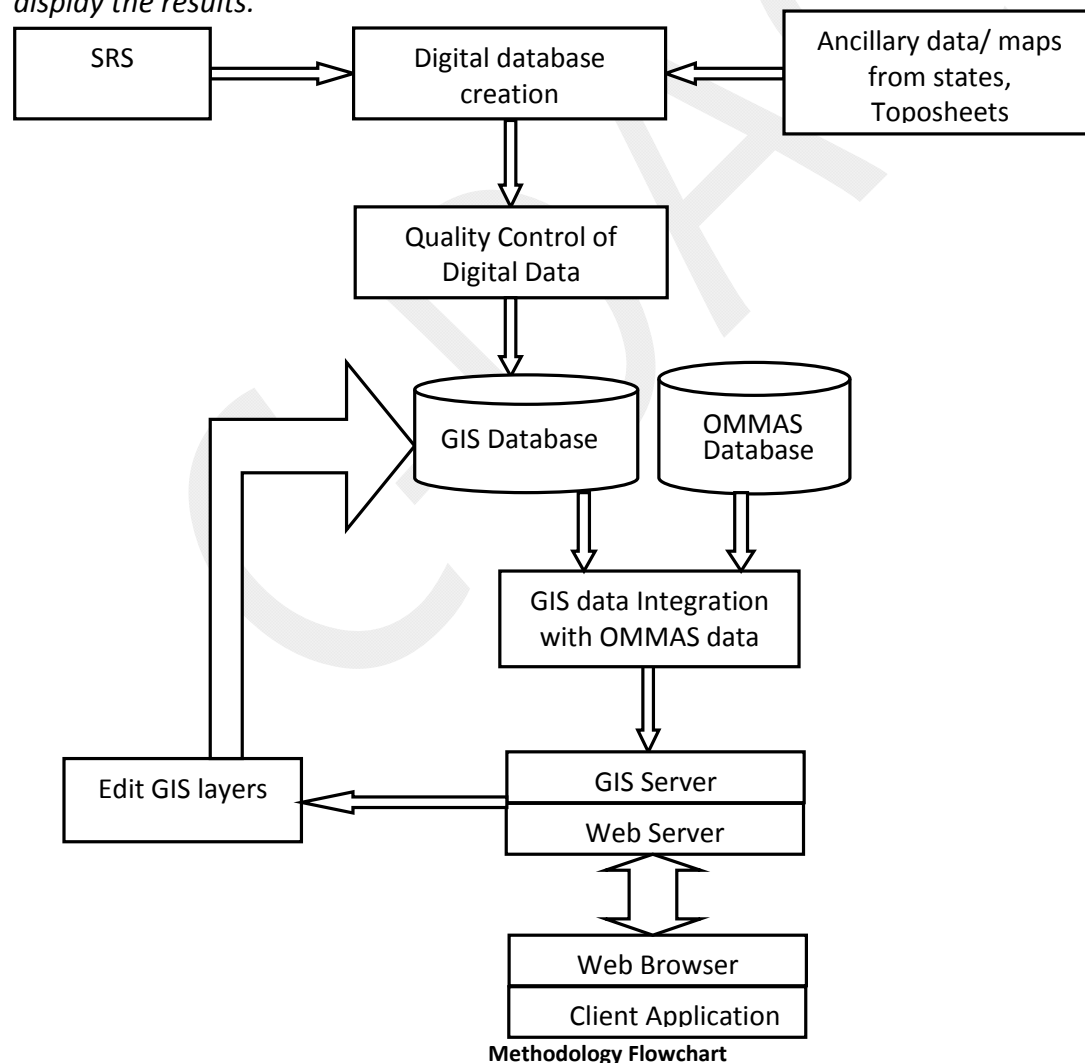 display the results.
SRS
Digital database
creation
Ancillary data/ maps
from states,
Toposheets
Quality Control of
Digital Data
GIS Database
OMMAS
Database
GIS data Integration
with OMMAS data
Edit GIS layers
GIS Server
Web Server
Web Browser
Client Application
Methodology Flowchart